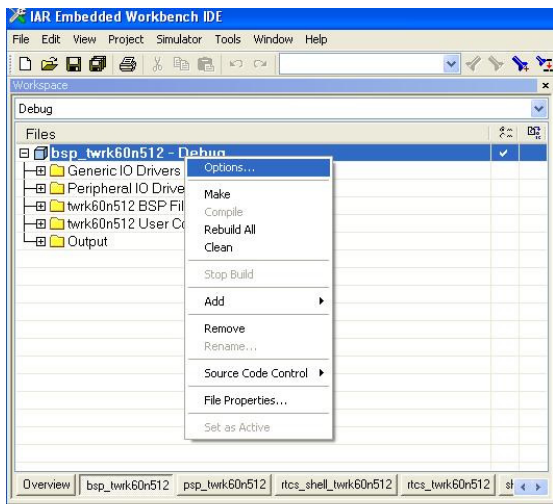 IAR Embedded Workbench IDE
File Edit View Project Simulator Tools Window Help
Workspace
Debug
Files
bsp_twrk60n512 - Debug
Generic IO Drivers
Peripheral IO Drive
twrk60n512 BSP Fil
twrk60n512 User Co
Output
Options...
Make
Compile
Rebuild All
Clean
Stop Build
Add
Remove
Rename...
Source Code Control
File Properties...
Set as Active
Overview bsp_twrk60n512 psp_twrk60n512 rtcs_shell_twrk60n512 rtcs_twrk60n512 sh